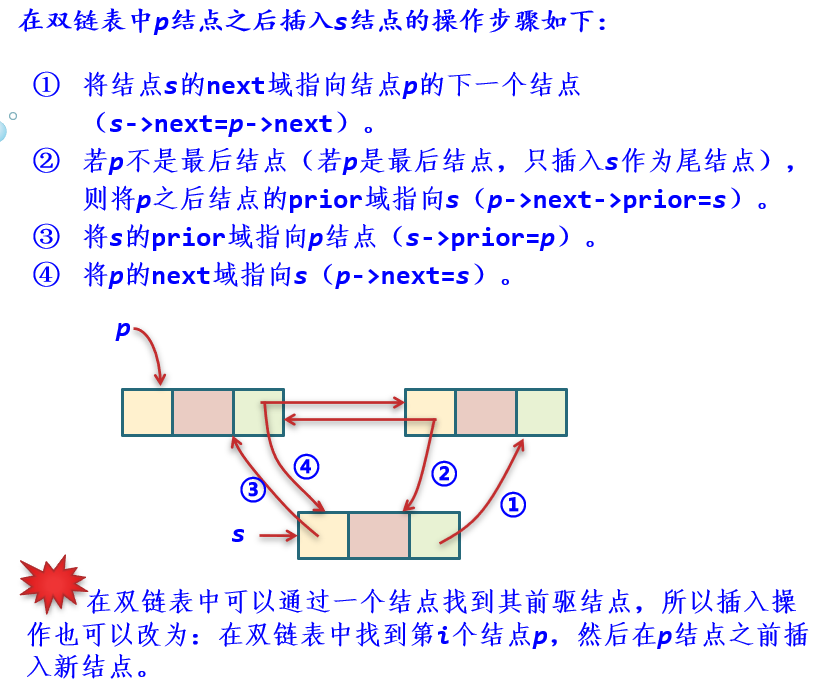 在双链表中p结点之后插入s结点的操作步骤如下：
① 将结点s的next域指向结点p的下一个结点
（s->next=p->next）。
② 若p不是最后结点（若p是最后结点，只插入s作为尾结点），
则将p之后结点的prior域指向s（p->next->prior=s）。
③ 将s的prior域指向p结点（s->prior=p）。
④ 将p的next域指向s（p->next=s）。
p
④
②
③
①
s
在双链表中可以通过一个结点找到其前驱结点，所以插入操
作也可以改为：在双链表中找到第i个结点p，然后在p结点之前插
入新结点。